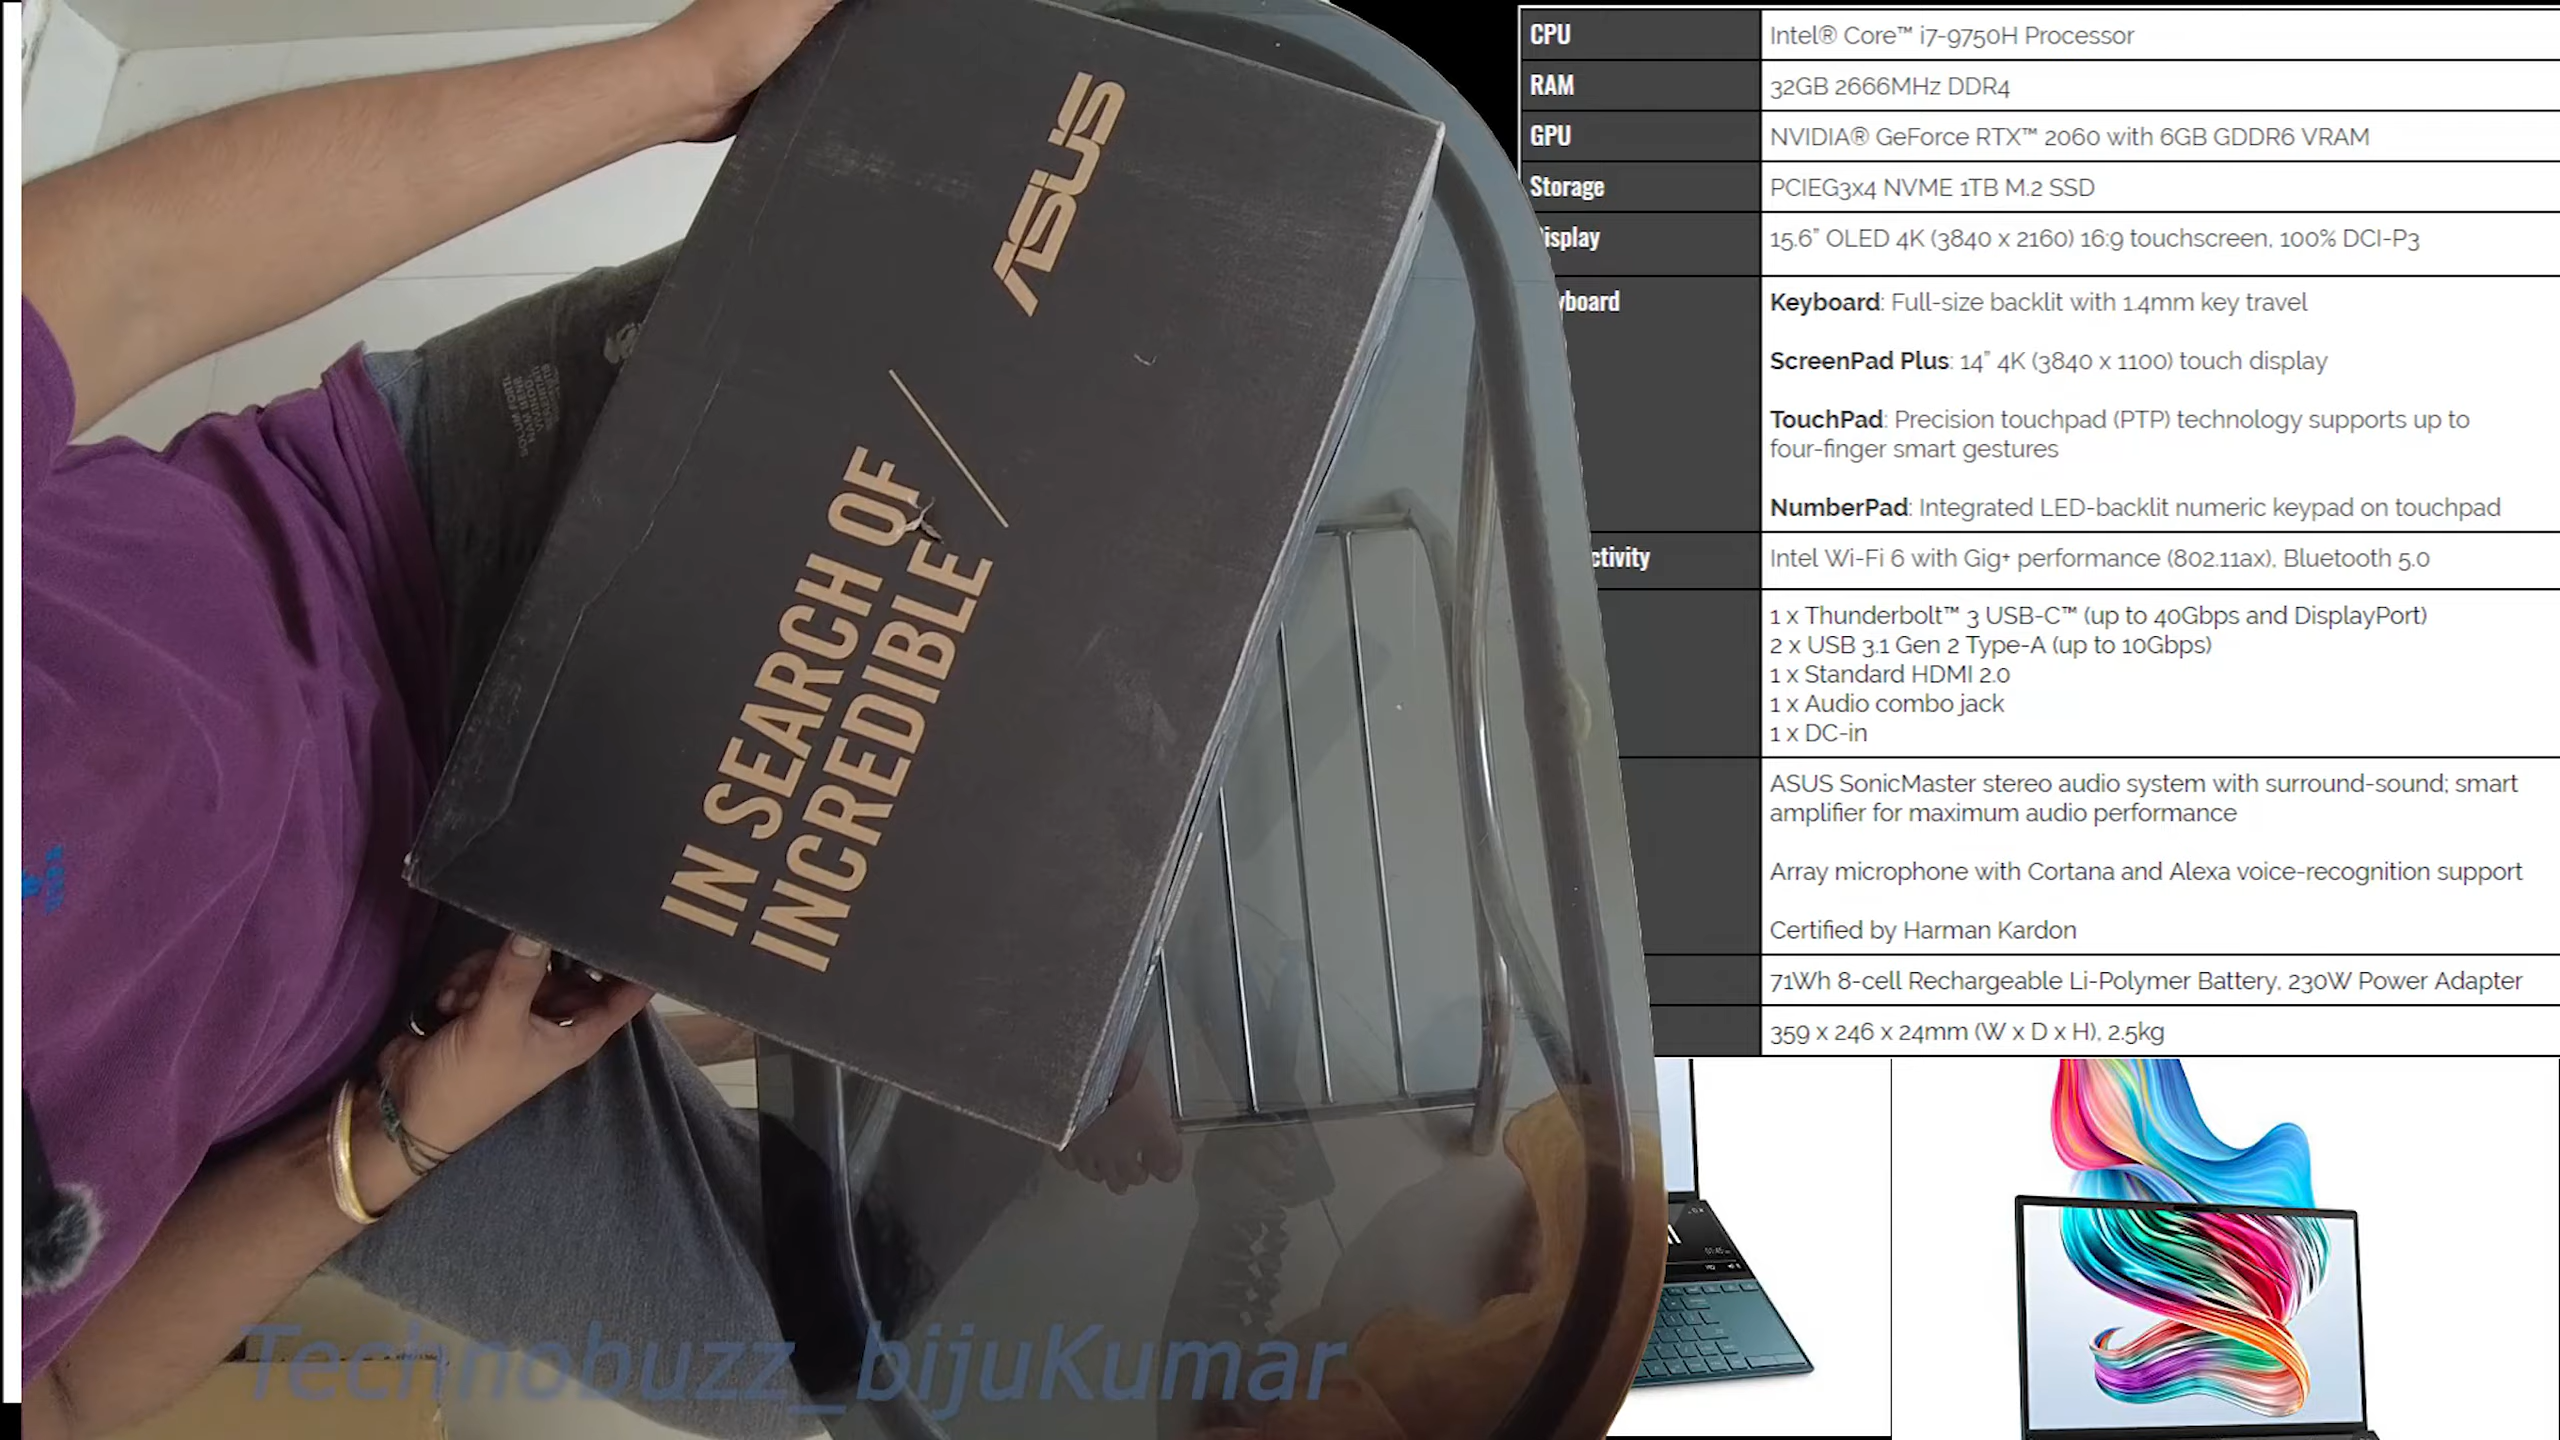 ASUS
IN SEARCH OF
INCREDIBLE
Technobuzz_bijuKumar
CPU
Intel® Core™ i7-9750H Processor
RAM
32GB 2666MHz DDR4
GPU
NVIDIA® GeForce RTX™ 2060 with 6GB GDDR6 VRAM
Storage
PCIEG3x4 NVME 1TB M.2 SSD
isplay
15.6” OLED 4K (3840 x 2160) 16:9 touchscreen, 100% DCI-P3
yboard
Keyboard: Full-size backlit with 1.4mm key travel
ScreenPad Plus: 14” 4K (3840 x 1100) touch display
TouchPad: Precision touchpad (PTP) technology supports up to
four-finger smart gestures
NumberPad: Integrated LED-backlit numeric keypad on touchpad
ctivity
Intel Wi-Fi 6 with Gig+ performance (802.11ax), Bluetooth 5.0
1 x Thunderbolt™ 3 USB-C™ (up to 40Gbps and DisplayPort)
2 x USB 3.1 Gen 2 Type-A (up to 10Gbps)
1 x Standard HDMI 2.0
1 x Audio combo jack
1 x DC-in
ASUS SonicMaster stereo audio system with surround-sound; smart
amplifier for maximum audio performance
Array microphone with Cortana and Alexa voice-recognition support
Certified by Harman Kardon
71Wh 8-cell Rechargeable Li-Polymer Battery, 230W Power Adapter
359 x 246 x 24mm (W x D x H), 2.5kg